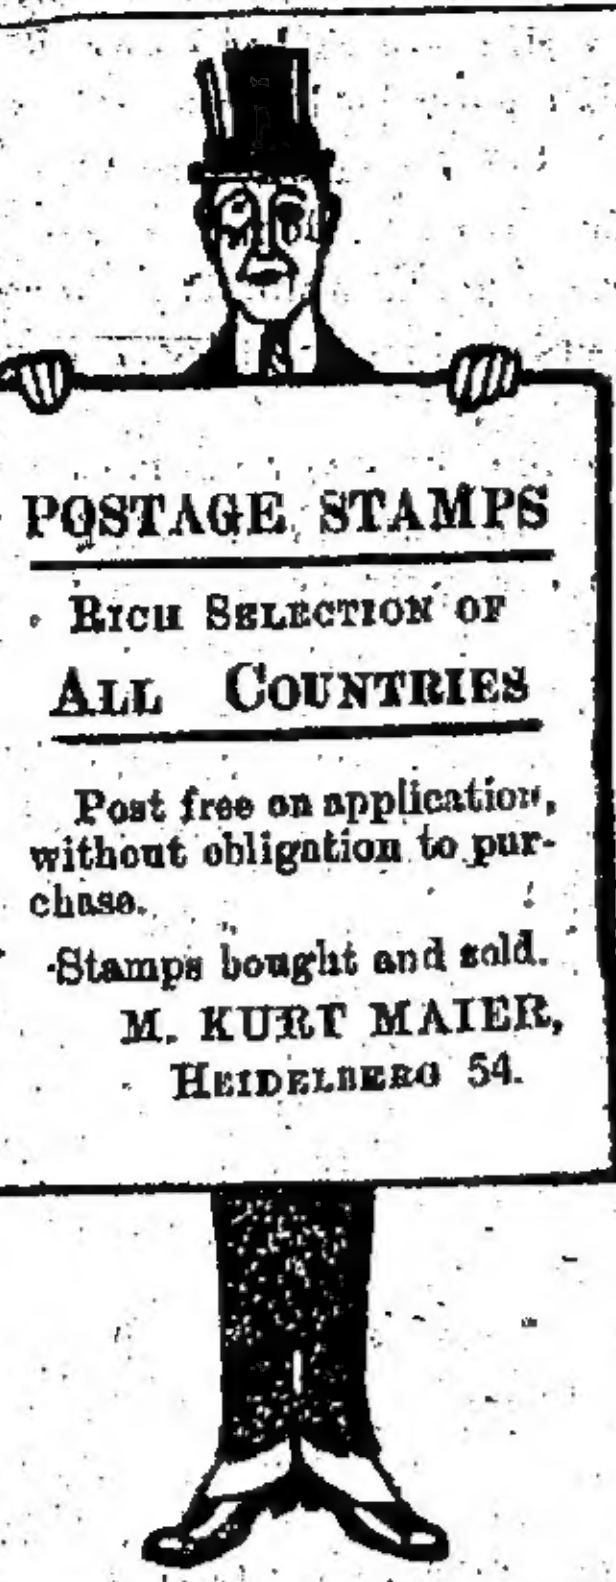 POSTAGE STAMPS
RICH SELECTION OF
ALL COUNTRIES
Post free on application,
without obligation to pur-
chase.
Stamps bought and sold.
M. KURT MAIER,
HEIDELBERG 54.